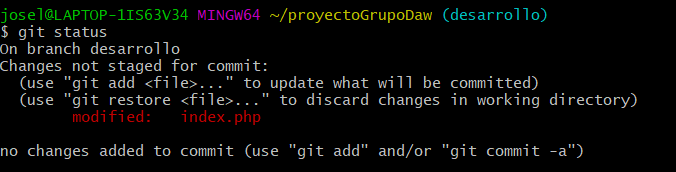 josel@LAPTOP-1IS63V34 MINGW64 ~/proyectoGrupoDaw (desarrollo)
$ git status
On branch desarrollo
Changes not staged for commit:
  (use "git add <file>..." to update what will be committed)
  (use "git restore <file>..." to discard changes in working directory)
        modified:   index.php
no changes added to commit (use "git add" and/or "git commit -a")